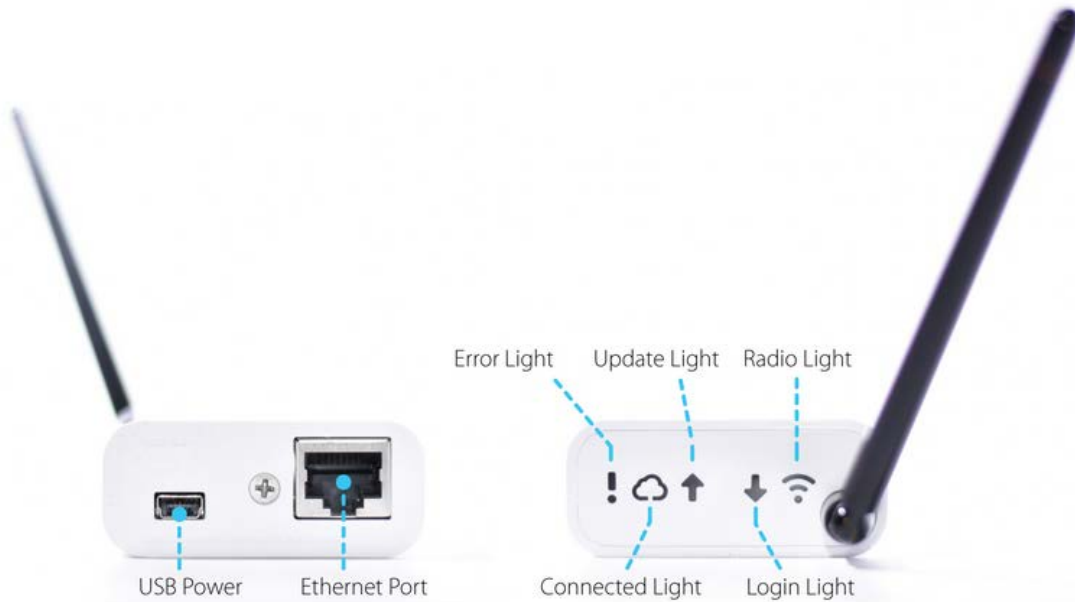 Error Light
Update Light
Radio Light
USB Power
Ethernet Port
Connected Light
Login Light